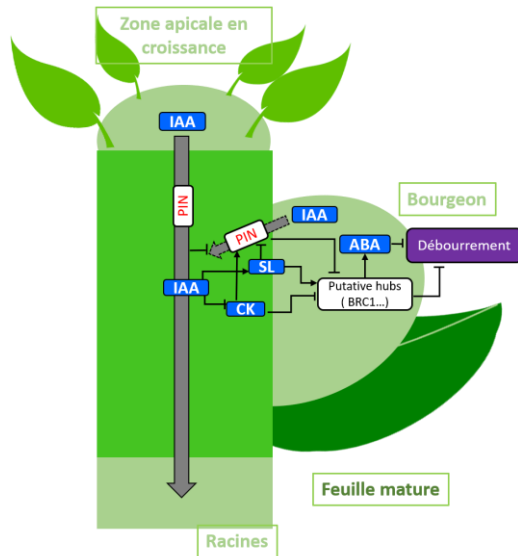 Zone apicale en
croissance
IAA
PIN
IAA
PIN
Bourgeon
ABA
Débourrement
SL
IAA
CK
Putative hubs
( BRC1...)
Feuille mature
Racines